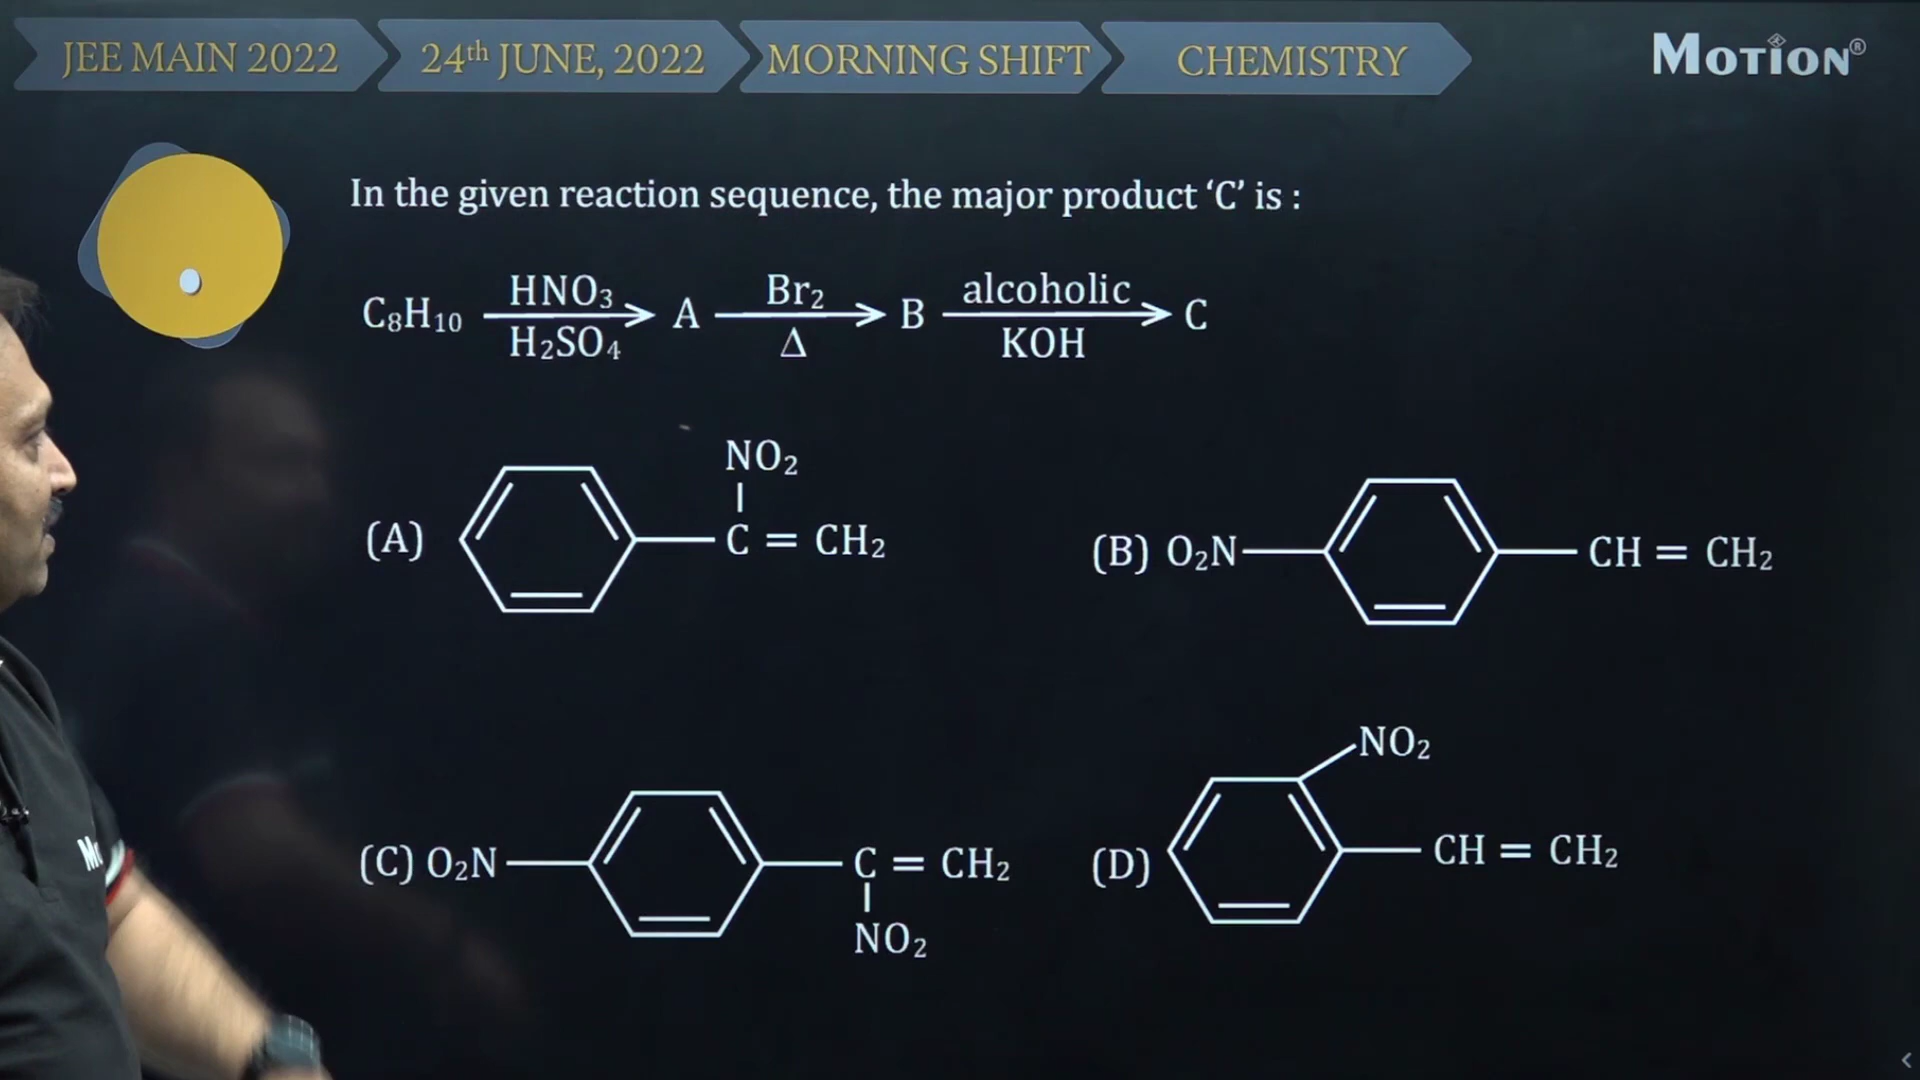 JEE MAIN 2022
24th JUNE, 2022
MORNING SHIFT
CHEMISTRY
MOTION®
In the given reaction sequence, the major product ‘C’ is :
C₈H₁₀ HNO₃ H₂SO₄ → A Br₂ Δ → B alcoholic KOH → C
(A) NO₂ C = CH₂
(B) O₂N CH = CH₂
(C) O₂N C = CH₂ NO₂
(D) NO₂ CH = CH₂